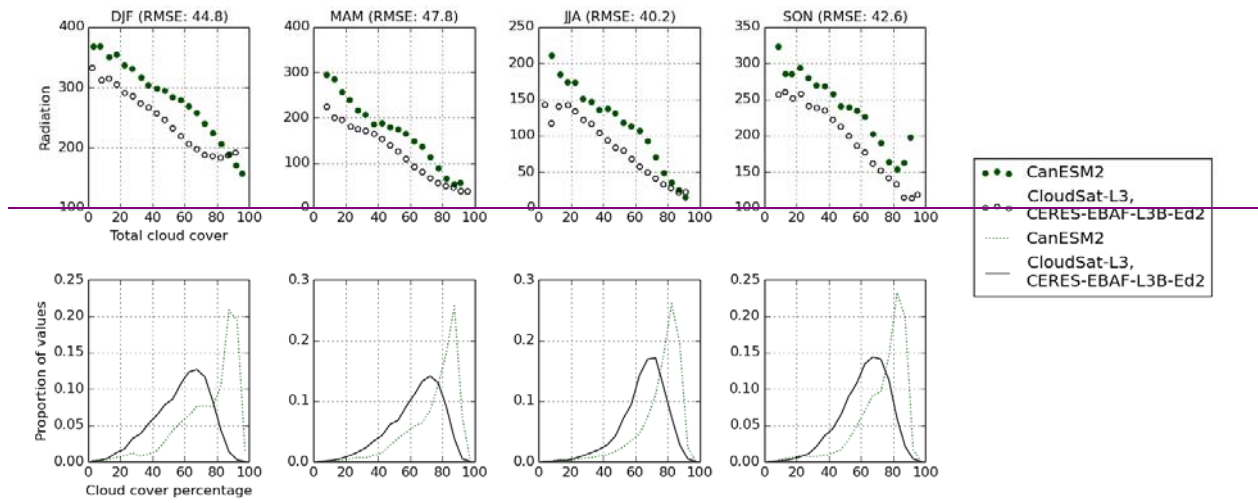 DJF (RMSE: 44.8)
MAM (RMSE: 47.8)
JJA (RMSE: 40.2)
SON (RMSE: 42.6)
Radiation
400
300
200
100
0 20 40 60 80 100
Total cloud cover
400
300
200
100
0
0 20 40 60 80 100
250
200
150
100
50
0
0 20 40 60 80 100
350
300
250
200
150
100
0 20 40 60 80 100
CanESM2
CloudSat-L3,
CERES-EBAF-L3B-Ed2
CanESM2
CloudSat-L3,
CERES-EBAF-L3B-Ed2
Proportion of values
0.25
0.20
0.15
0.10
0.05
0.00
0 20 40 60 80 100
Cloud cover percentage
0.3
0.2
0.1
0.0
0 20 40 60 80 100
0.3
0.2
0.1
0.0
0 20 40 60 80 100
0.25
0.20
0.15
0.10
0.05
0.00
0 20 40 60 80 100